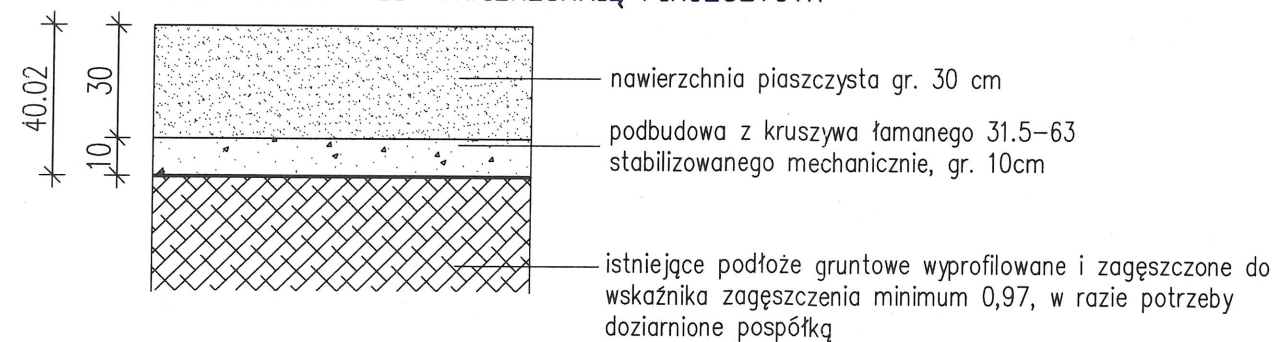 40.02
30
10
nawierzchnia piaszczysta gr. 30 cm
podbudowa z kruszywa łamanego 31.5–63
stabilizowanego mechanicznie, gr. 10cm
istniejące podłoże gruntowe wyprofilowane i zagęszczone do
wskaźnika zagęszczenia minimum 0,97, w razie potrzeby
doziarnione pospółką